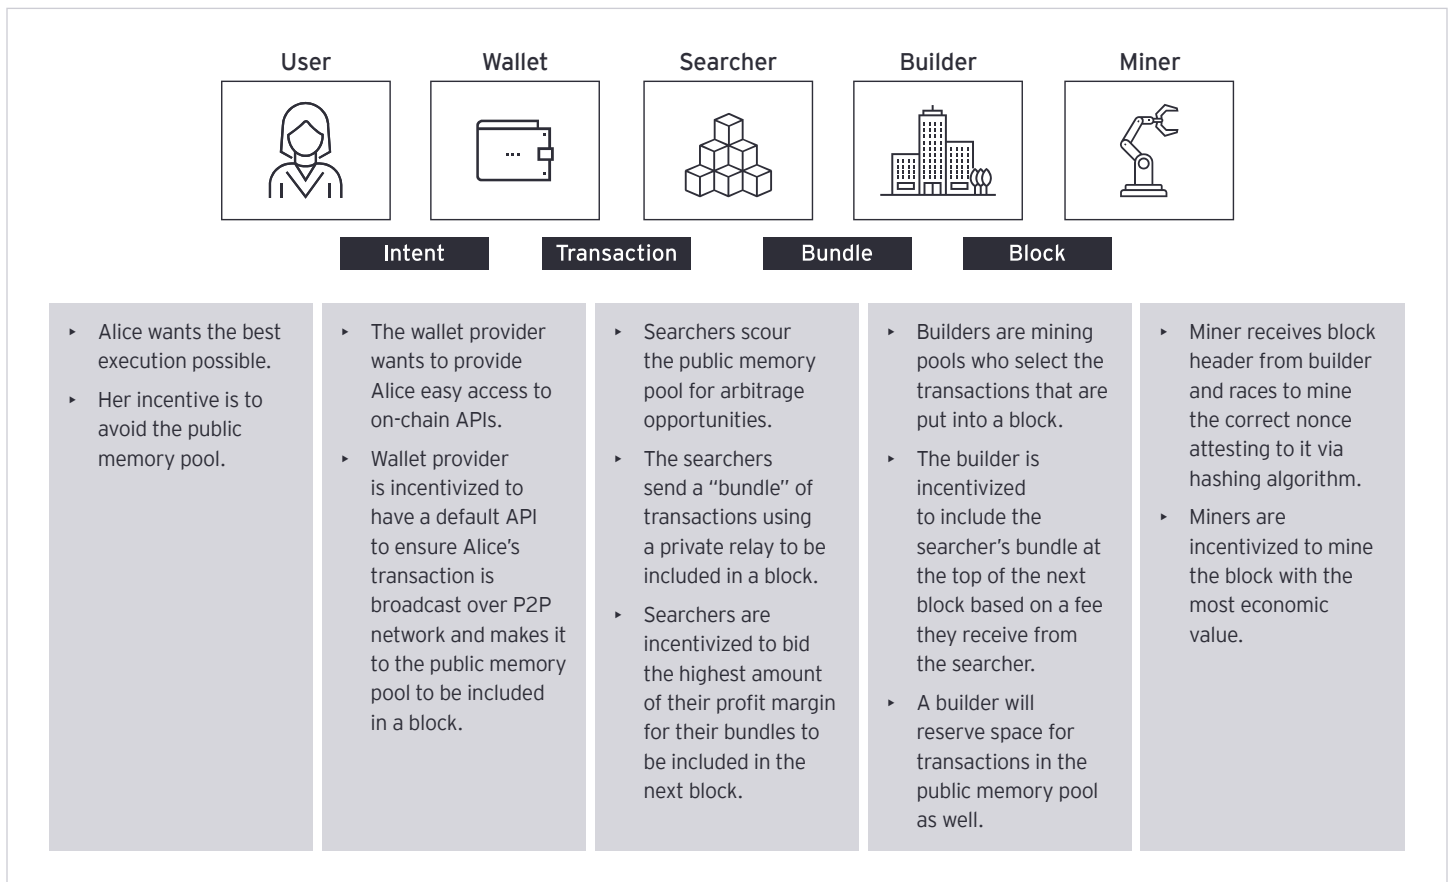 User
Wallet
Searcher
Builder
Miner
Intent
Transaction
Bundle
Block
‣ Alice wants the best
execution possible.
‣ Her incentive is to
avoid the public
memory pool.
‣ The wallet provider
wants to provide
Alice easy access to
on-chain APIs.
‣ Wallet provider
is incentivized to
have a default API
to ensure Alice’s
transaction is
broadcast over P2P
network and makes it
to the public memory
pool to be included
in a block.
‣ Searchers scour
the public memory
pool for arbitrage
opportunities.
‣ The searchers
send a “bundle” of
transactions using
a private relay to be
included in a block.
‣ Searchers are
incentivized to bid
the highest amount
of their profit margin
for their bundles to
be included in the
next block.
‣ Builders are mining
pools who select the
transactions that are
put into a block.
‣ The builder is
incentivized
to include the
searcher’s bundle at
the top of the next
block based on a fee
they receive from
the searcher.
‣ A builder will
reserve space for
transactions in the
public memory pool
as well.
‣ Miner receives block
header from builder
and races to mine
the correct nonce
attesting to it via
hashing algorithm.
‣ Miners are
incentivized to mine
the block with the
most economic
value.